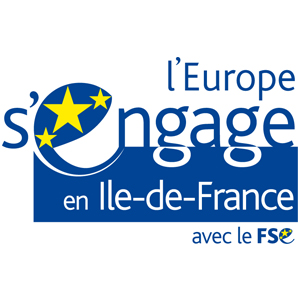 l'Europe
s'engage
en Ile-de-France
avec le FSe